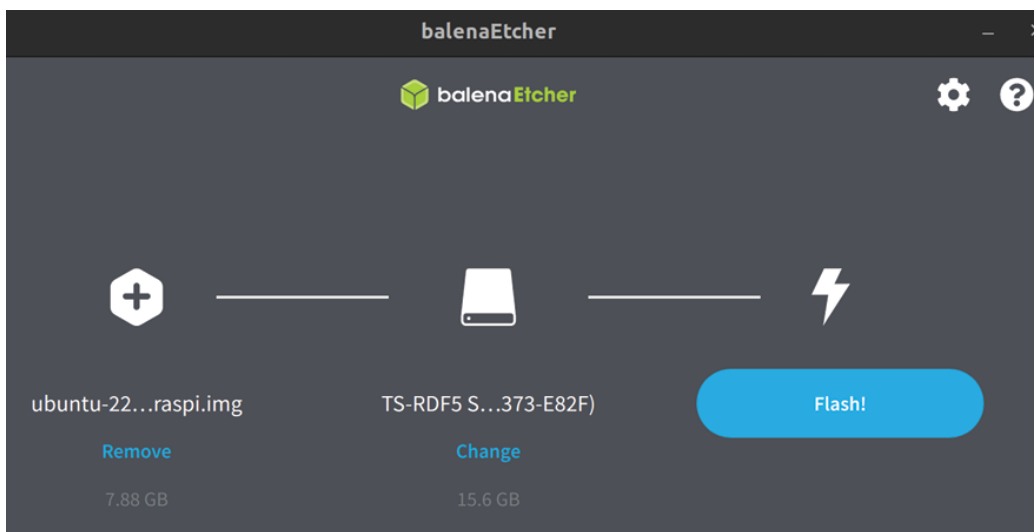 balenaEtcher
balenaEtcher
ubuntu-22...raspi.img
TS-RDF5 S...373-E82F)
Flash!
Remove
Change
7.88 GB
15.6 GB